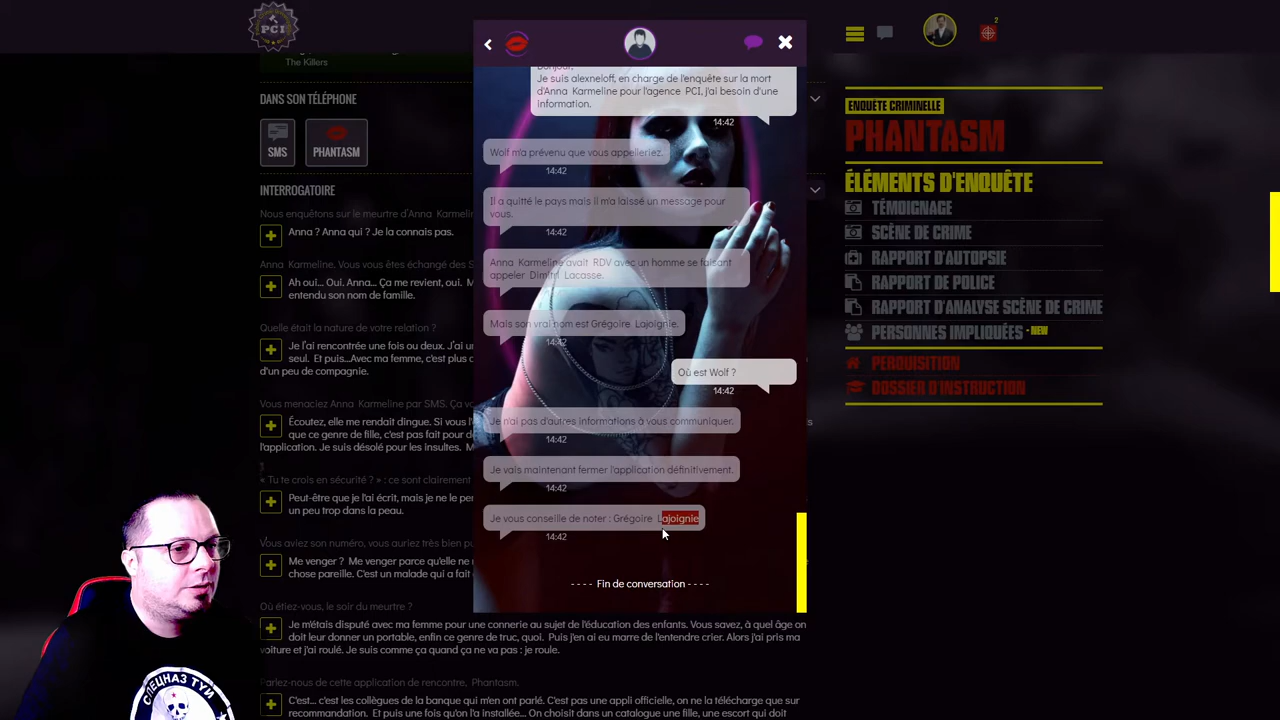 PCI
The Killers
DANS SON TÉLÉPHONE
SMS
PHANTASM
INTERROGATOIRE
Nous enquêtons sur le meurtre d'Anna Karmelin
Anna ? Anna qui ? Je la connais pas.
Anna Karmeline. Vous vous êtes échangé des S
Ah oui... Oui. Anna... Ça me revient, oui. M
entendu son nom de famille.
Quelle était la nature de votre relation ?
Je l'ai rencontrée une fois ou deux. J'ai u
seul. Et puis...Avec ma femme, c'est plus c
d'un peu de compagnie.
Vous menaciez Anna Karmeline par SMS. Ça v
Écoutez, elle me rendait dingue. Si vous l'
que ce genre de fille, c'est pas fait pour d
l'application. Je suis désolé pour les insultes. M
« Tu te crois en sécurité ? » : ce sont clairement
Peut-être que je l'ai écrit, mais je ne le pe
un peu trop dans la peau.
Vous aviez son numéro, vous auriez très bien pu
Me venger ? Me venger parce qu'elle ne
chose pareille. C'est un malade qui a fait
Où étiez-vous, le soir du meurtre ?
Je m'étais disputé avec ma femme pour une connerie au sujet de l'éducation des enfants. Vous savez, à quel âge on
doit leur donner un portable, enfin ce genre de truc, quoi. Puis j'en ai eu marre de l'entendre crier. Alors j'ai pris ma
voiture et j'ai roulé. Je suis comme ça quand ça ne va pas : je roule.
Parlez-nous de cette application de rencontre, Phantasm.
C'est... c'est les collègues de la banque qui m'en ont parlé. C'est pas une appli officielle, on ne la télécharge que sur
recommandation. Et puis une fois qu'on l'a installée... On choisit dans un catalogue une fille, une escort qui doit
Bonjour,
Je suis alexneloff, en charge de l'enquête sur la mort
d'Anna Karmeline pour l'agence PCI, j'ai besoin d'une
information.
14:42
Wolf m'a prévenu que vous appelleriez.
14:42
Il a quitté le pays mais il m'a laissé un message pour
vous.
14:42
Anna Karmeline avait RDV avec un homme se faisant
appeler Dimitri Lacasse.
14:42
Mais son vrai nom est Grégoire Lajoignie.
14:42
Où est Wolf ?
14:42
Je n'ai pas d'autres informations à vous communiquer.
14:42
Je vais maintenant fermer l'application définitivement.
14:42
Je vous conseille de noter : Grégoire Lajoignie
14:42
---- Fin de conversation ----
2
ENQUÊTE CRIMINELLE
PHANTASM
ÉLÉMENTS D'ENQUÊTE
TÉMOIGNAGE
SCÈNE DE CRIME
RAPPORT D'AUTOPSIE
RAPPORT DE POLICE
RAPPORT D'ANALYSE SCÈNE DE CRIME
PERSONNES IMPLIQUÉES - NEW
PERQUISITION
DOSSIER D'INSTRUCTION
СПЕЦНАЗ ТУИ